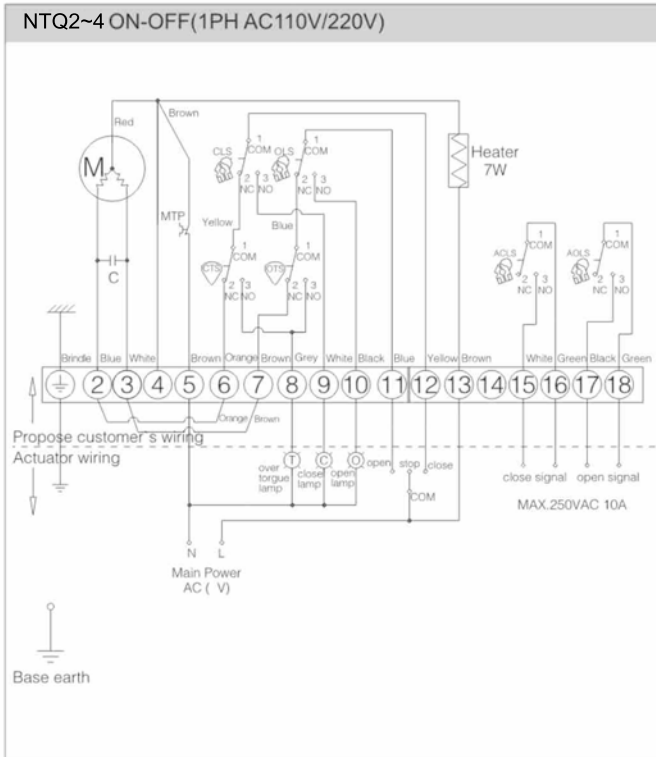 NTQ2~4 ON-OFF(1PH AC110V/220V)
Red
Brown
M
C
MTP
CLS
1
COM
2
NC
3
NO
OLS
1
COM
2
NC
3
NO
Heater
7W
Yellow
Blue
CTS
1
COM
2
NC
3
NO
OTS
1
COM
2
NC
3
NO
ACLS
1
COM
2
NC
3
NO
AOLS
1
COM
2
NC
3
NO
Brindle Blue White Brown Orange Brown Grey White Black Blue Yellow Brown White Green Black Green
2 3 4 5 6 7 8 9 10 11 12 13 14 15 16 17 18
Orange Brown
Propose customer's wiring
Actuator wiring
T C O
over
torgue
lamp
close
lamp
open
lamp
open stop close
COM
close signal open signal
MAX.250VAC 10A
N L
Main Power
AC ( V)
Base earth